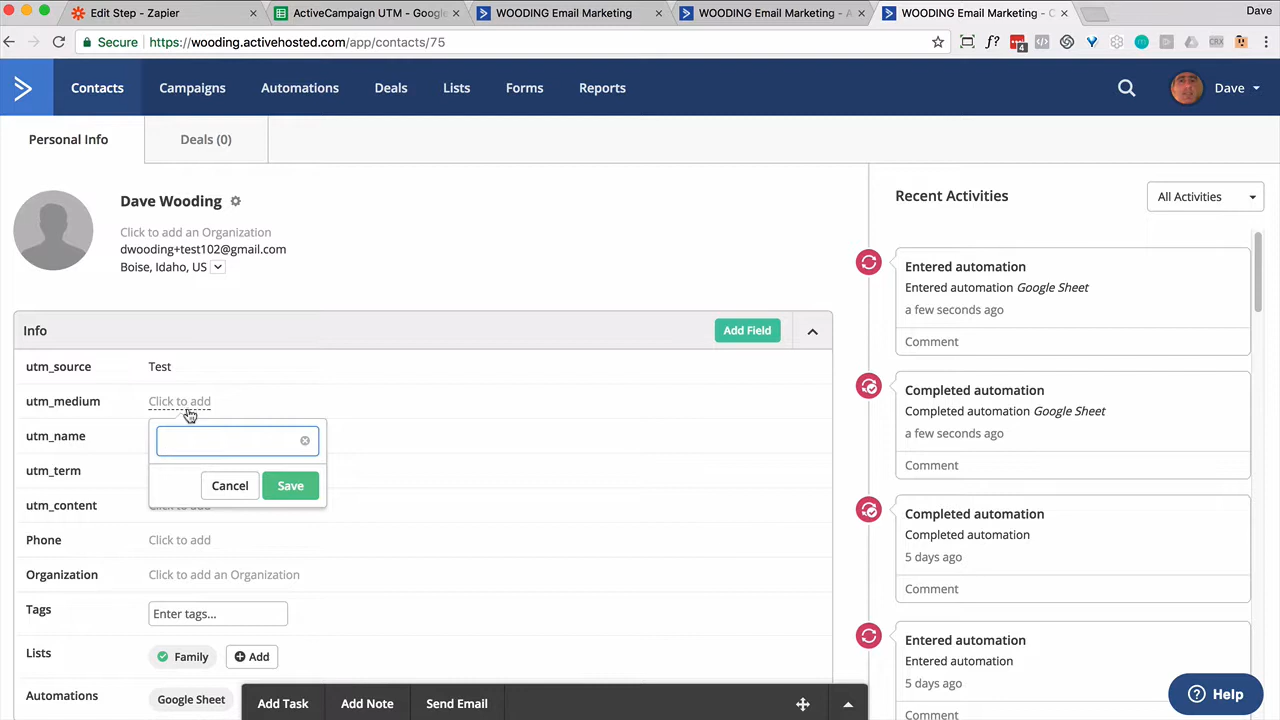 Edit Step - Zapier
ActiveCampaign UTM - Google
WOODING Email Marketing
WOODING Email Marketing - A
WOODING Email Marketing - C
Dave
Secure
https://wooding.activehosted.com/app/contacts/75
f?
4
CRX
Contacts
Campaigns
Automations
Deals
Lists
Forms
Reports
Dave
Personal Info
Deals (0)
Dave Wooding
Click to add an Organization
dwooding+test102@gmail.com
Boise, Idaho, US
Info
Add Field
utm_source
Test
utm_medium
Click to add
utm_name
Cancel
Save
utm_term
utm_content
Click to add
Phone
Click to add
Organization
Click to add an Organization
Tags
Enter tags...
Lists
Family
Add
Automations
Google Sheet
Add Task
Add Note
Send Email
Recent Activities
All Activities
Entered automation
Entered automation Google Sheet
a few seconds ago
Comment
Completed automation
Completed automation Google Sheet
a few seconds ago
Comment
Completed automation
Completed automation
5 days ago
Comment
Entered automation
Entered automation
5 days ago
Comment
Help